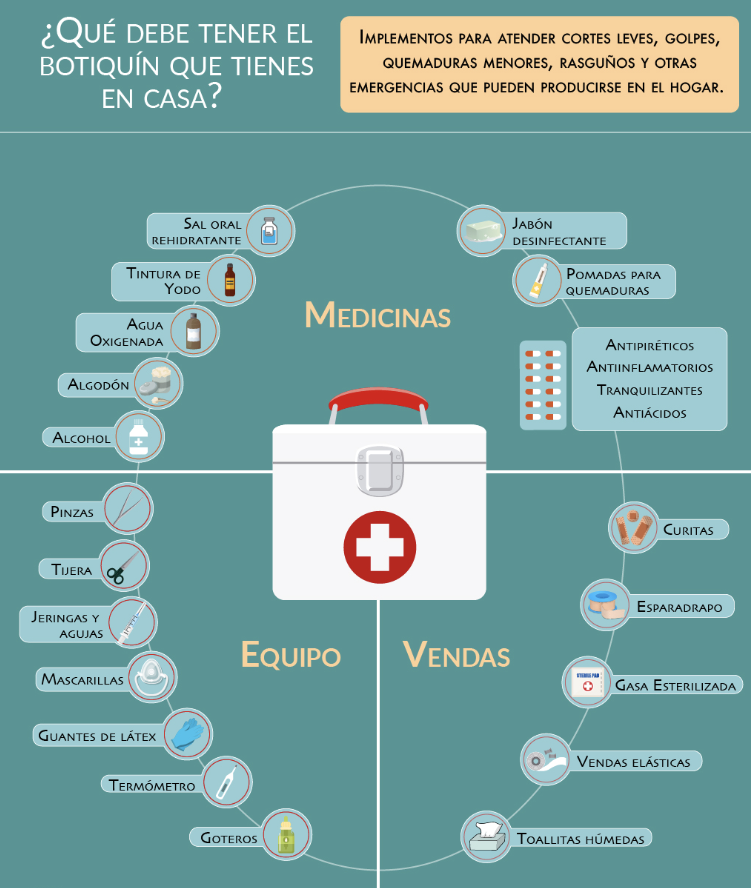 ¿Qué debe tener el
botiquín que tienes
en casa?
Implementos para atender cortes leves, golpes,
quemaduras menores, rasguños y otras
emergencias que pueden producirse en el hogar.
Sal oral
rehidratante
Tintura de
Yodo
Agua
Oxigenada
Algodón
Alcohol
Medicinas
Jabón
desinfectante
Pomadas para
quemaduras
Antipiréticos
Antiinflamatorios
Tranquilizantes
Antiácidos
Pinzas
Tijera
Jeringas y
agujas
Mascarillas
Guantes de látex
Termómetro
Goteros
Equipo
Vendas
Curitas
Esparadrapo
STERILE PAD
Gasa Esterilizada
Vendas elásticas
Toallitas húmedas